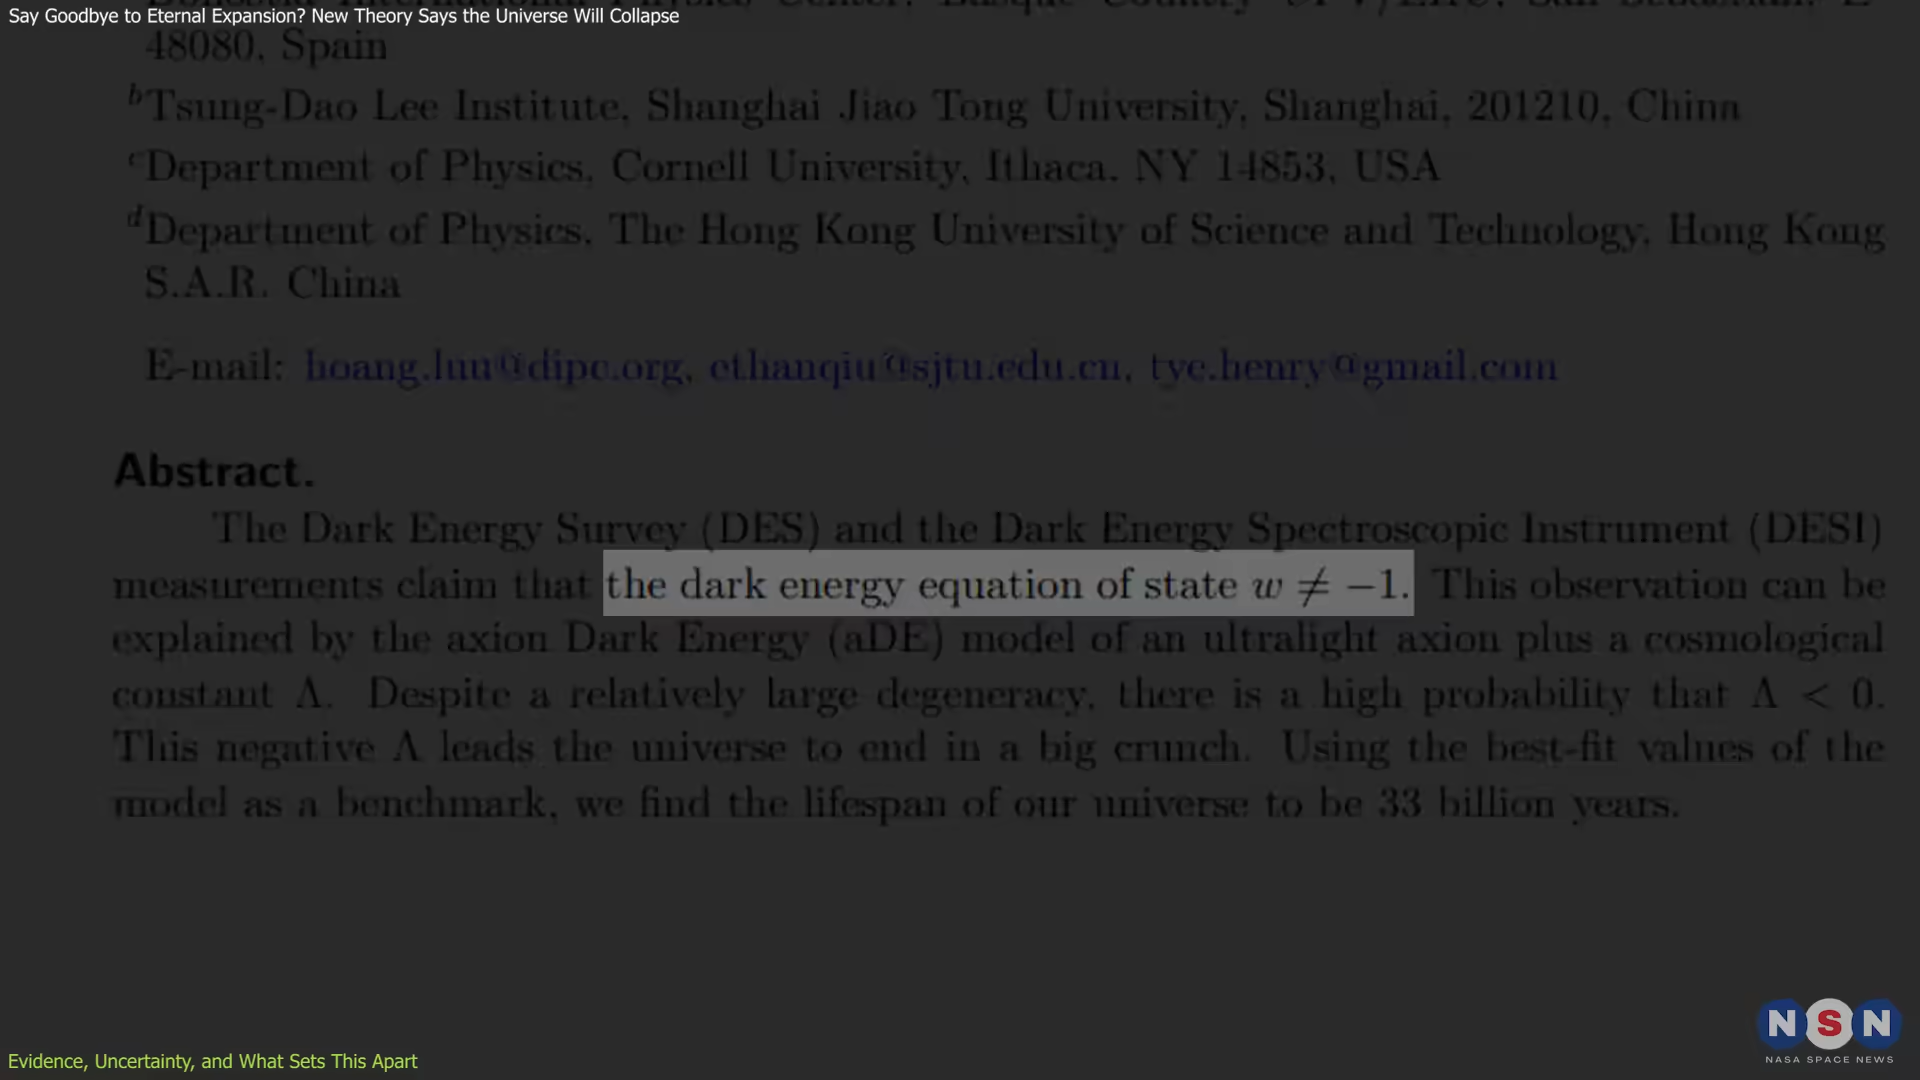 Say Goodbye to Eternal Expansion? New Theory Says the Universe Will Collapse
48080, Spain
b Tsung-Dao Lee Institute, Shanghai Jiao Tong University, Shanghai, 201210, China
c Department of Physics, Cornell University, Ithaca, NY 14853, USA
d Department of Physics, The Hong Kong University of Science and Technology, Hong Kong
S.A.R. China
E-mail: hoang.luu@dipc.org, ethanqiu@sjtu.edu.cn, tye.henry@gmail.com
Abstract.
The Dark Energy Survey (DES) and the Dark Energy Spectroscopic Instrument (DESI)
measurements claim that the dark energy equation of state w ≠ −1. This observation can be
explained by the axion Dark Energy (aDE) model of an ultralight axion plus a cosmological
constant Λ. Despite a relatively large degeneracy, there is a high probability that Λ < 0.
This negative Λ leads the universe to end in a big crunch. Using the best-fit values of the
model as a benchmark, we find the lifespan of our universe to be 33 billion years.
NSN
NASA SPACE NEWS
Evidence, Uncertainty, and What Sets This Apart